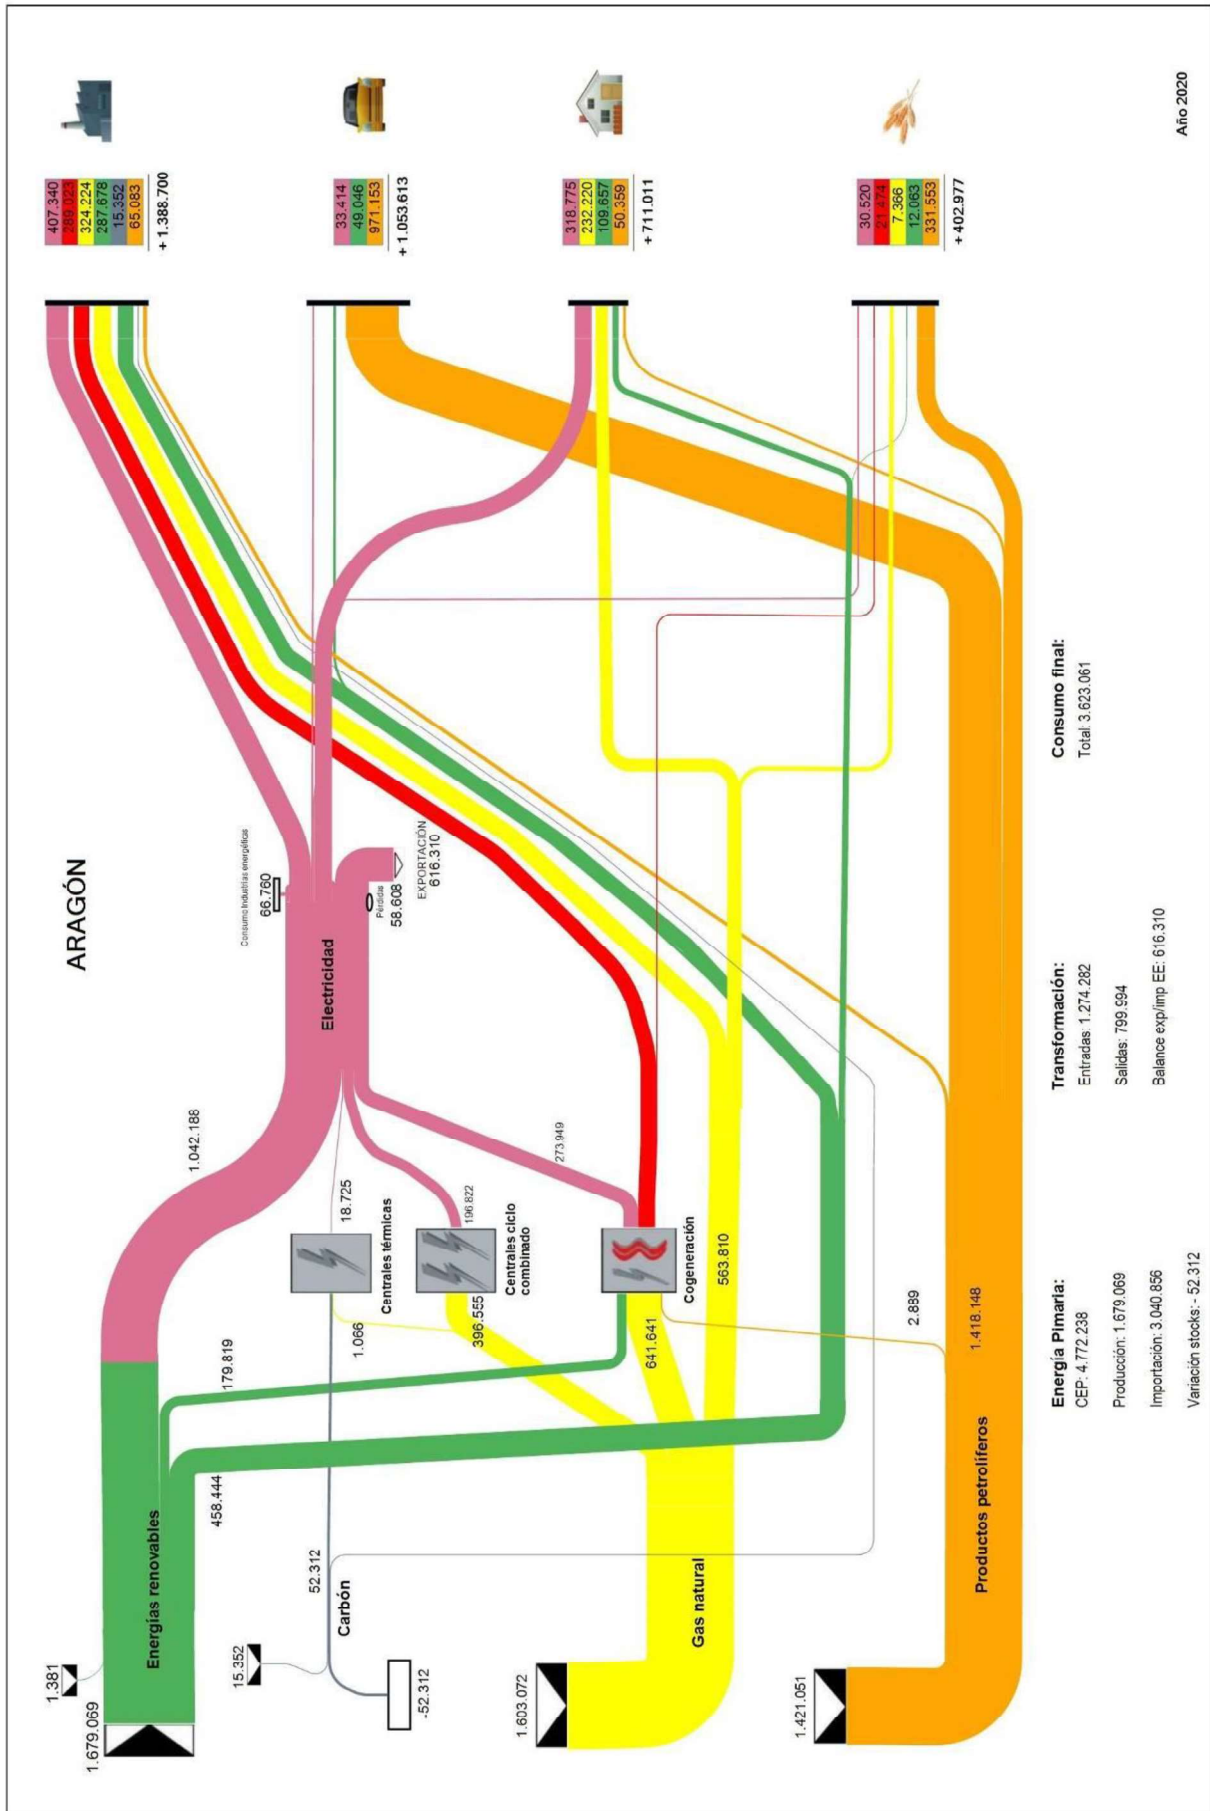 ARAGÓN
1.679.069
1.381
Energías renovables
1.042.188
179.819
458.444
15.352
-52.312
Carbón
52.312
1.603.072
Gas natural
1.421.051
Productos petrolíferos
1.066
396.555
641.641
563.810
2.889
1.418.148
Centrales térmicas
Centrales ciclo
combinado
Cogeneración
18.725
196.822
273.949
Electricidad
Consumo Industrias energéticas
66.760
Pérdidas
58.608
EXPORTACIÓN
616.310
407.340
289.023
324.224
287.678
15.352
65.083
+ 1.388.700
33.414
49.046
971.153
+ 1.053.613
318.775
232.220
109.657
50.359
+ 711.011
30.520
21.474
7.366
12.063
331.553
+ 402.977
Energía Pimaria:
CEP: 4.772.238
Producción: 1.679.069
Importación: 3.040.856
Variación stocks: - 52.312
Transformación:
Entradas: 1.274.282
Salidas: 799.994
Balance exp/imp EE: 616.310
Consumo final:
Total: 3.623.061
Año 2020